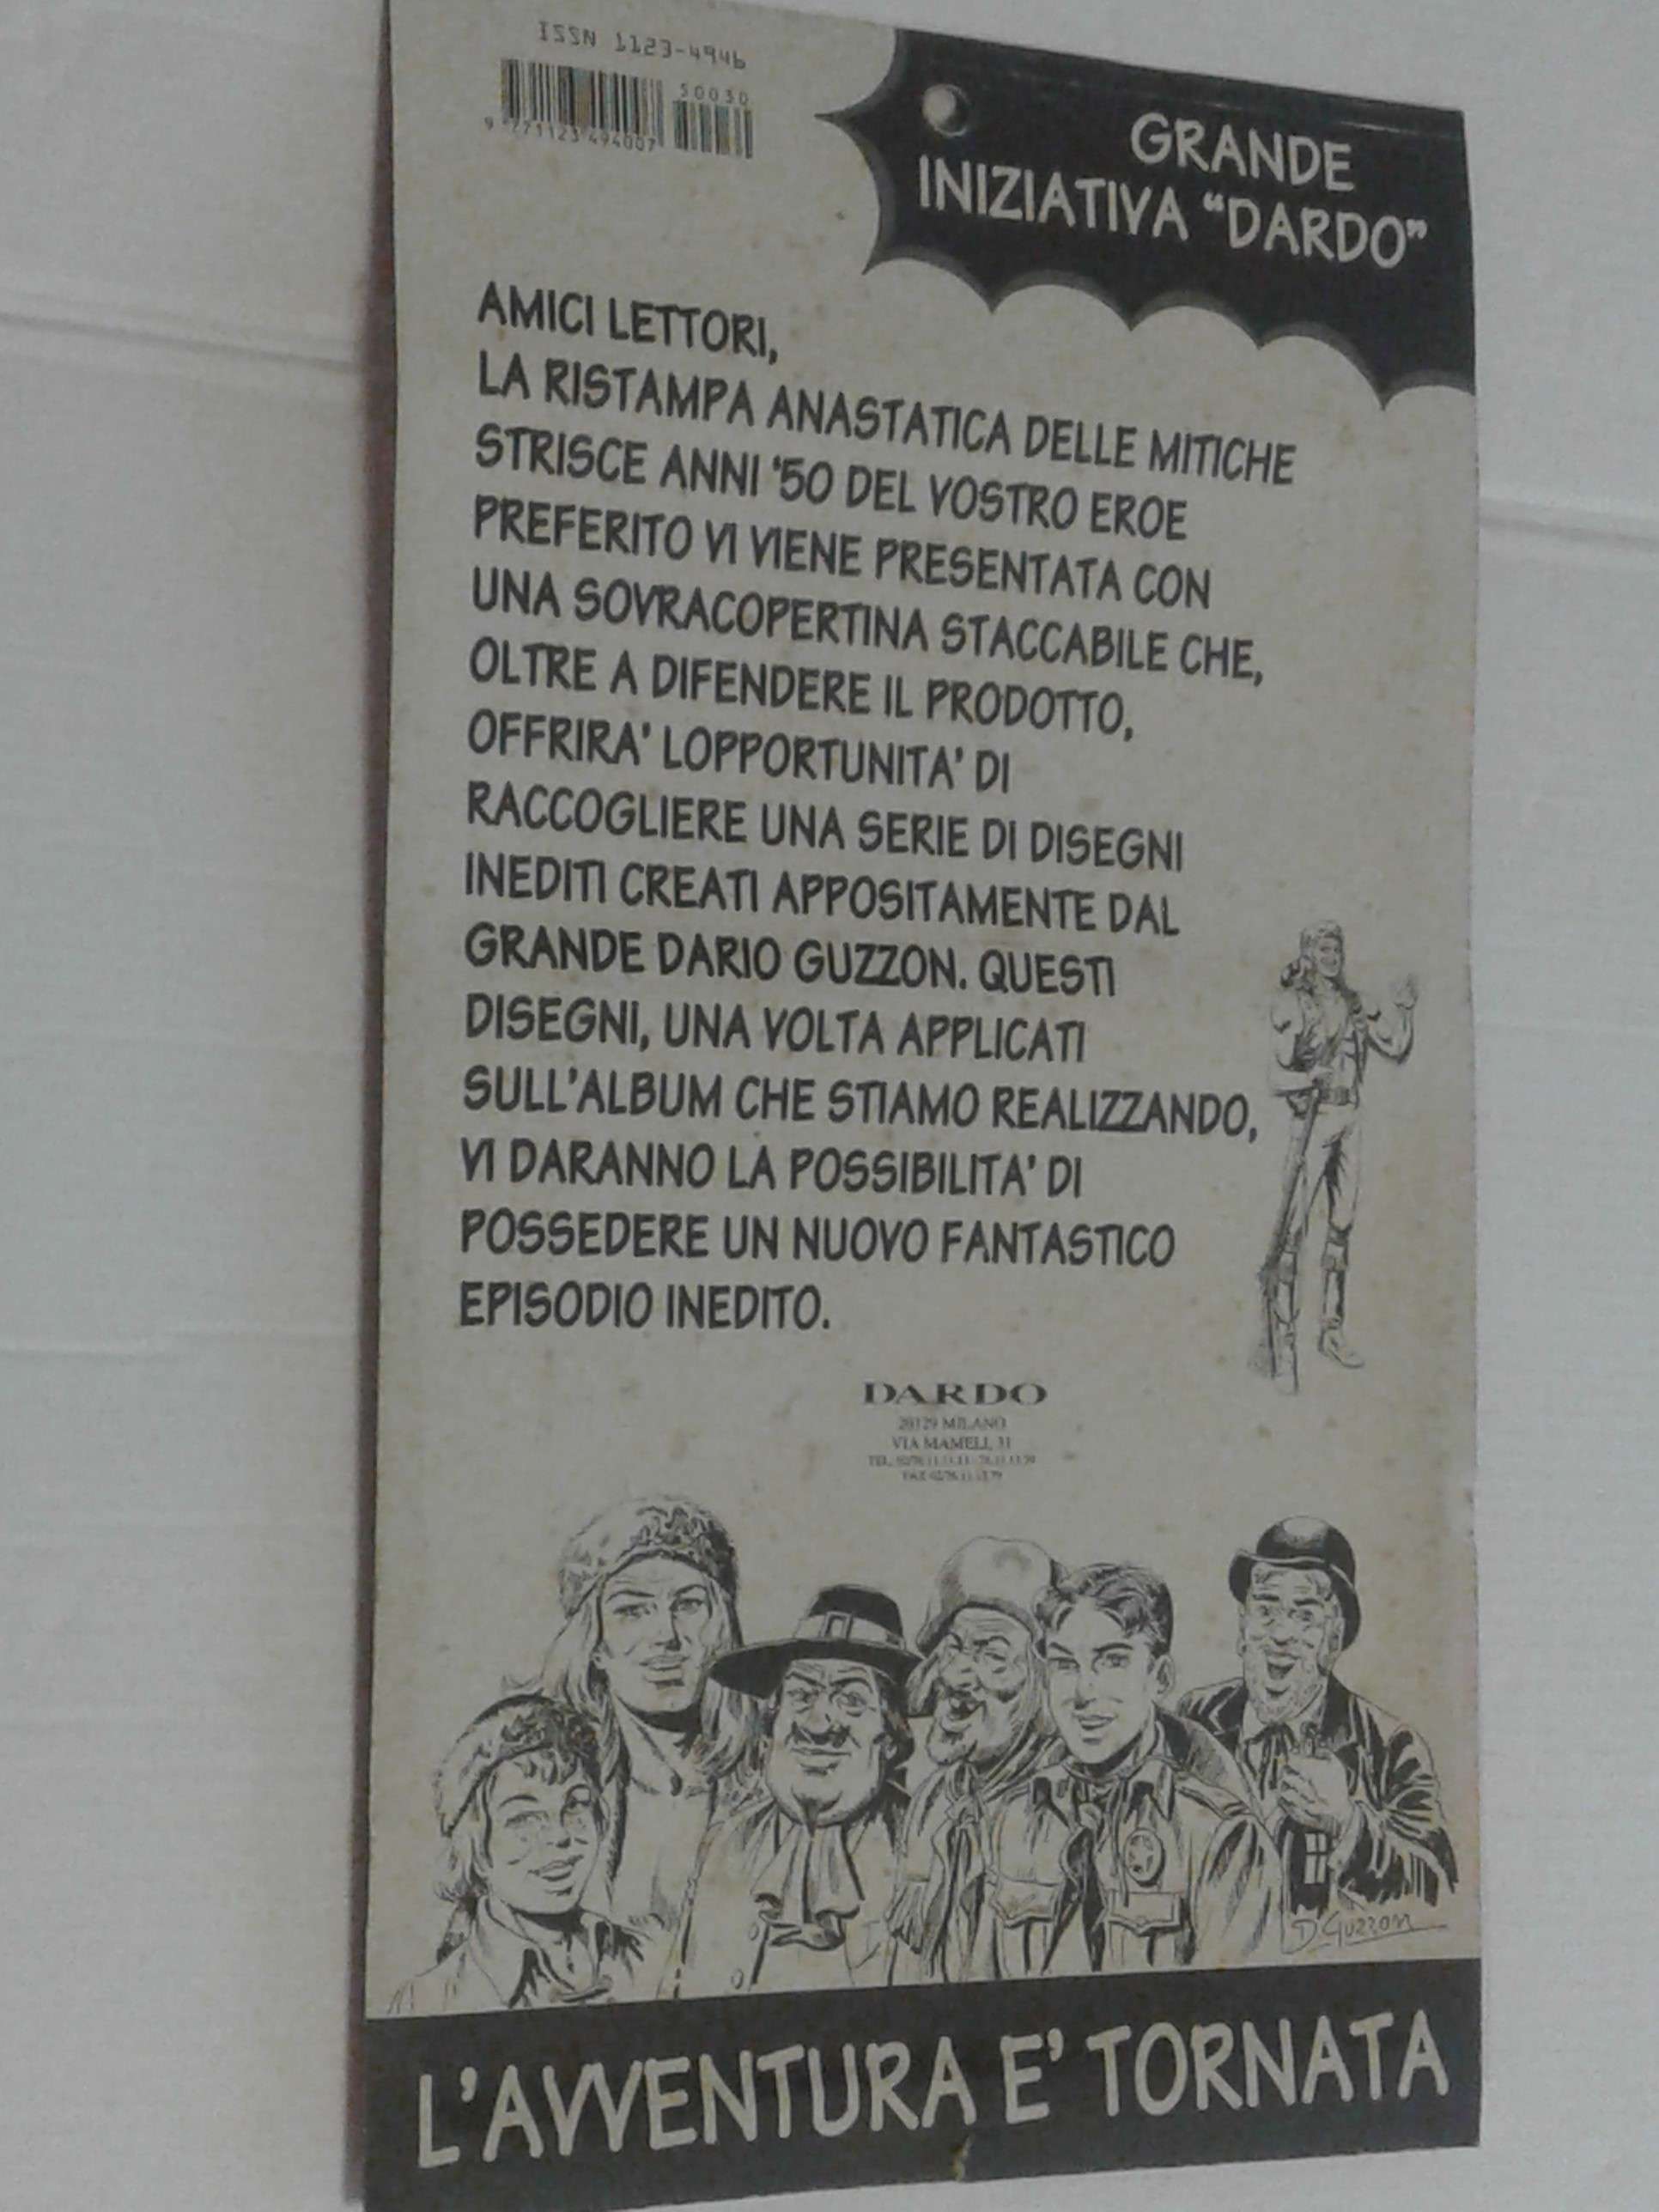 ISSN 1123-4946
50030
9 771123 494007
GRANDE
INIZIATIVA "DARDO"
AMICI LETTORI,
LA RISTAMPA ANASTATICA DELLE MITICHE
STRISCE ANNI '50 DEL VOSTRO EROE
PREFERITO VI VIENE PRESENTATA CON
UNA SOVRACOPERTINA STACCABILE CHE,
OLTRE A DIFENDERE IL PRODOTTO,
OFFRIRA' LOPPORTUNITA' DI
RACCOGLIERE UNA SERIE DI DISEGNI
INEDITI CREATI APPOSITAMENTE DAL
GRANDE DARIO GUZZON. QUESTI
DISEGNI, UNA VOLTA APPLICATI
SULL'ALBUM CHE STIAMO REALIZZANDO,
VI DARANNO LA POSSIBILITA' DI
POSSEDERE UN NUOVO FANTASTICO
EPISODIO INEDITO.
DARDO
20129 MILANO
VIA MAMELI, 31
D. Guzzon
L'AVVENTURA E' TORNATA